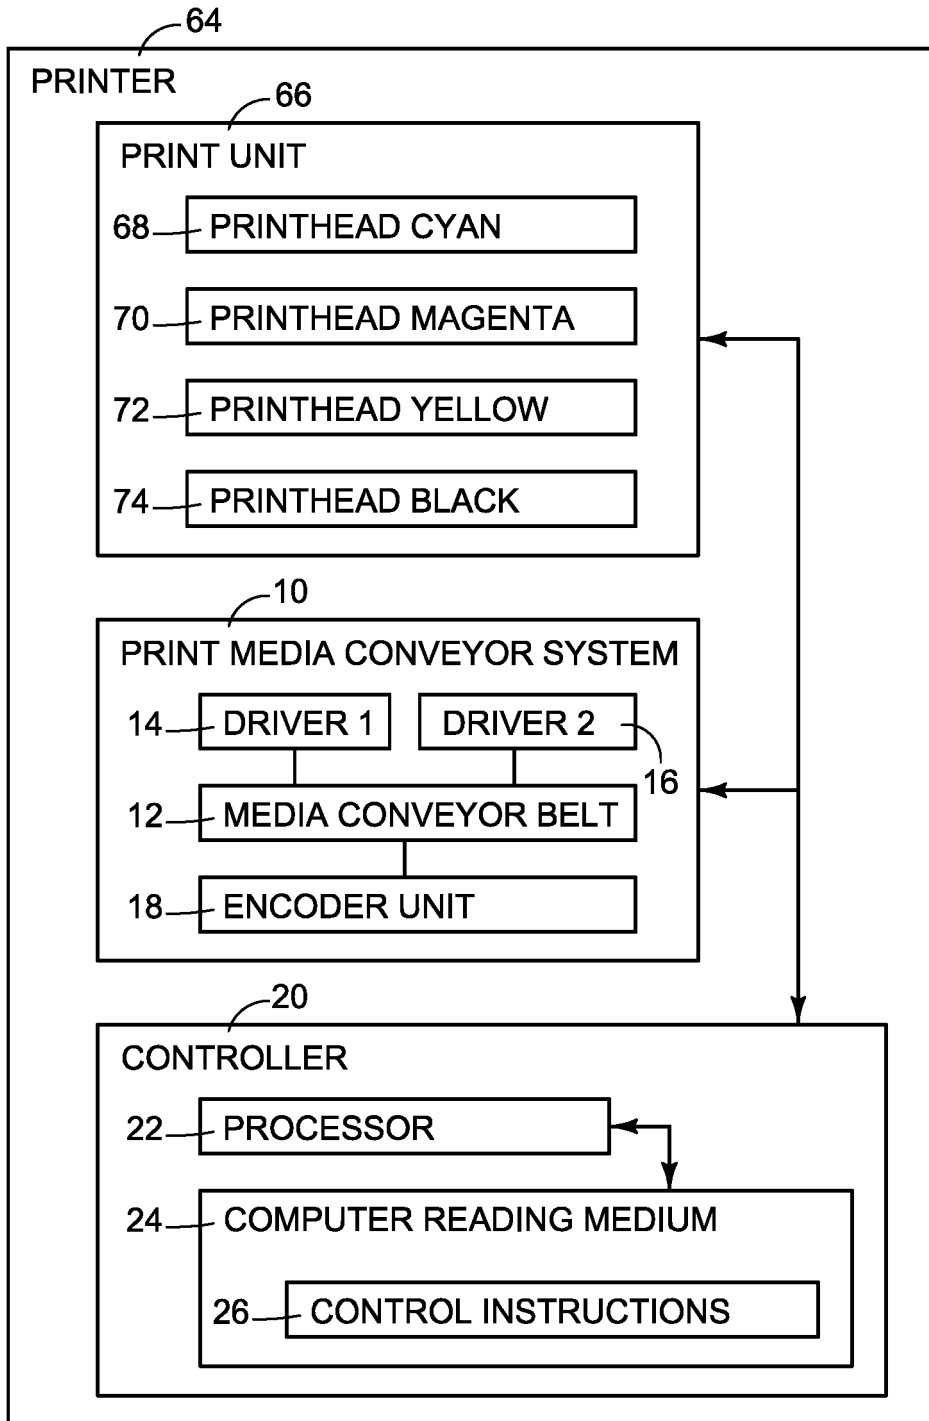 64
PRINTER
66
PRINT UNIT
68 PRINTHEAD CYAN
70 PRINTHEAD MAGENTA
72 PRINTHEAD YELLOW
74 PRINTHEAD BLACK
10
PRINT MEDIA CONVEYOR SYSTEM
14 DRIVER 1 DRIVER 2
16
12 MEDIA CONVEYOR BELT
18 ENCODER UNIT
20
CONTROLLER
22 PROCESSOR
24 COMPUTER READING MEDIUM
26 CONTROL INSTRUCTIONS